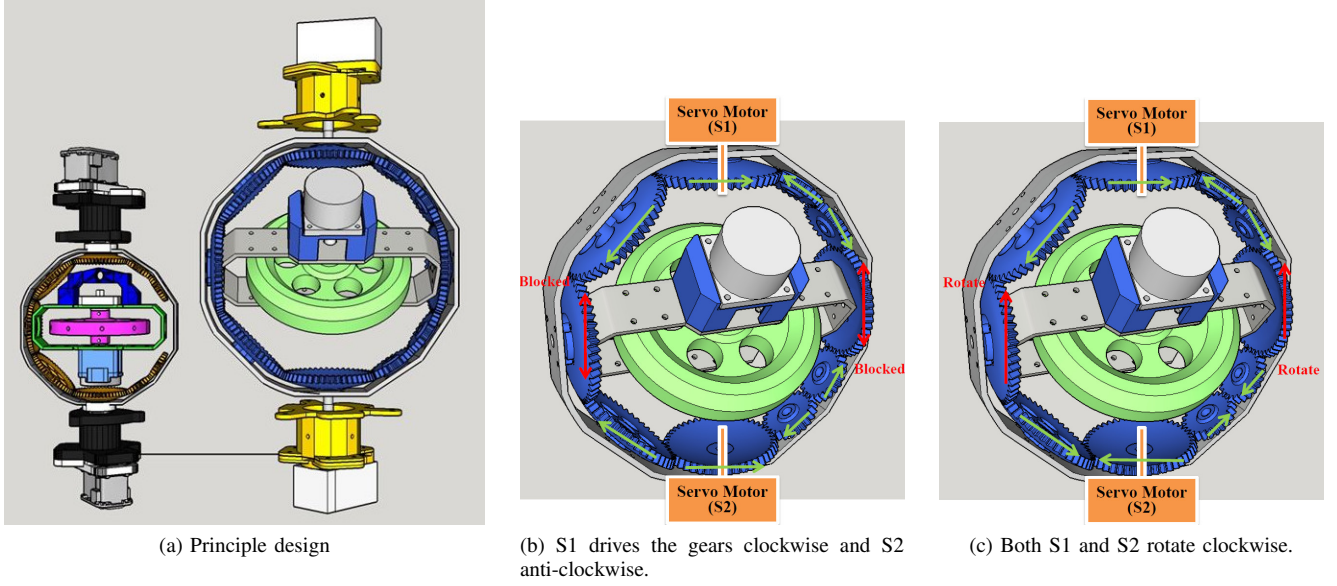 Servo Motor
(S1)
Blocked
Blocked
Servo Motor
(S2)
Servo Motor
(S1)
Rotate
Rotate
Servo Motor
(S2)
(a) Principle design
(b) S1 drives the gears clockwise and S2
anti-clockwise.
(c) Both S1 and S2 rotate clockwise.